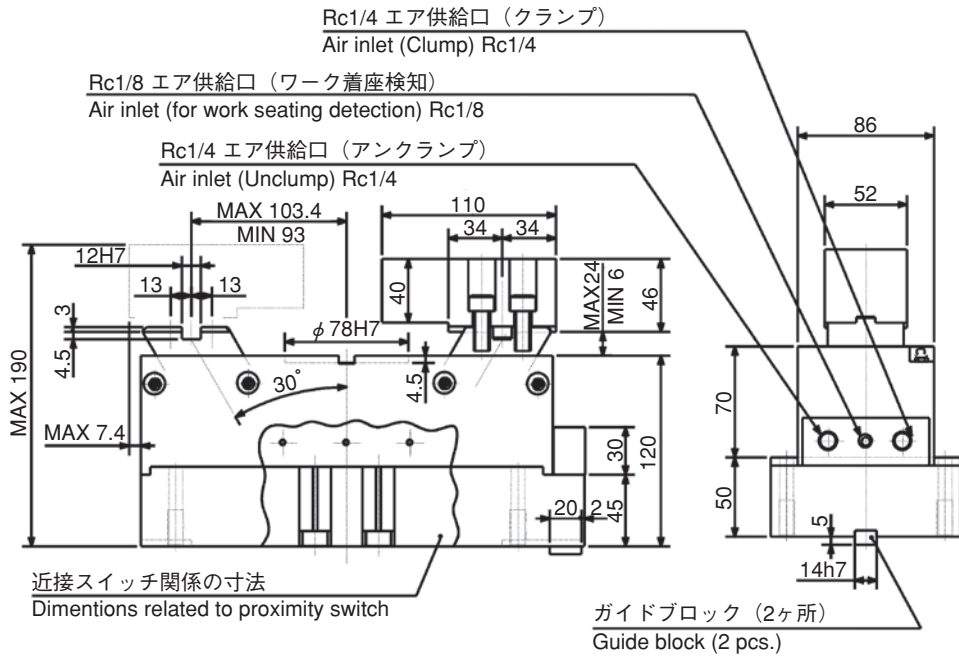 Rc1/4 エア供給口（クランプ）
Air inlet (Clump) Rc1/4
Rc1/8 エア供給口（ワーク着座検知）
Air inlet (for work seating detection) Rc1/8
Rc1/4 エア供給口（アンクランプ）
Air inlet (Unclump) Rc1/4
86
52
110
34 34
MAX 103.4
MIN 93
12H7
13 13
3
4.5
40
MAX24
MIN 6
46
φ78H7
4.5
30°
MAX 190
MAX 7.4
30
45
120
20 2
70
50
5
14h7
近接スイッチ関係の寸法
Dimentions related to proximity switch
ガイドブロック（2ヶ所）
Guide block (2 pcs.)